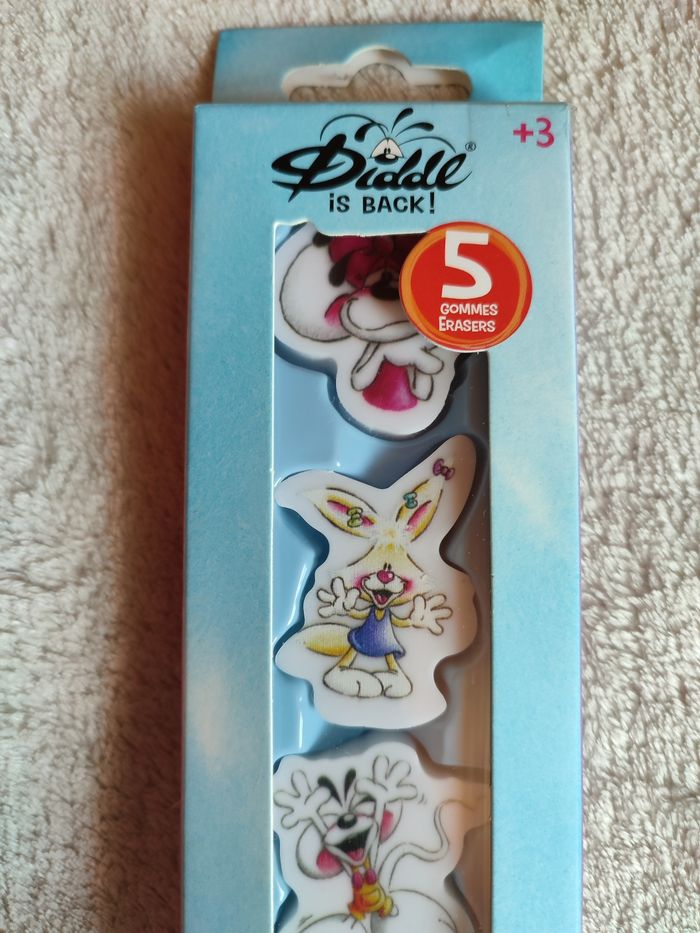 Diddl®
is BACK!
+3
5
GOMMES
ERASERS